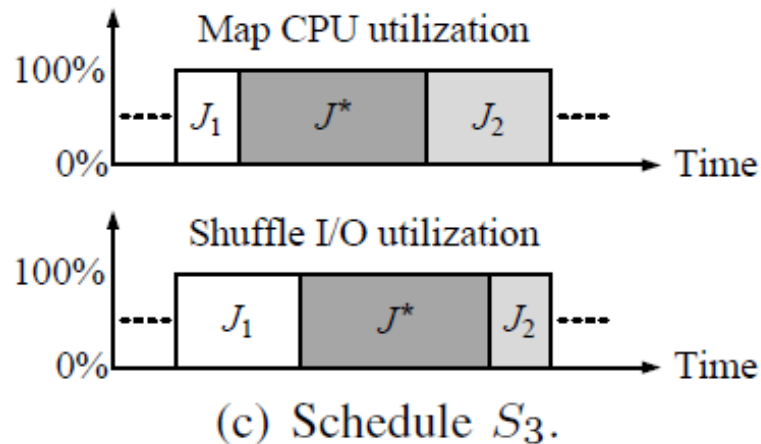 Map CPU utilization
100%
J₁ J* J₂
0%
Time
Shuffle I/O utilization
100%
J₁ J* J₂
0%
Time
(c) Schedule S₃.